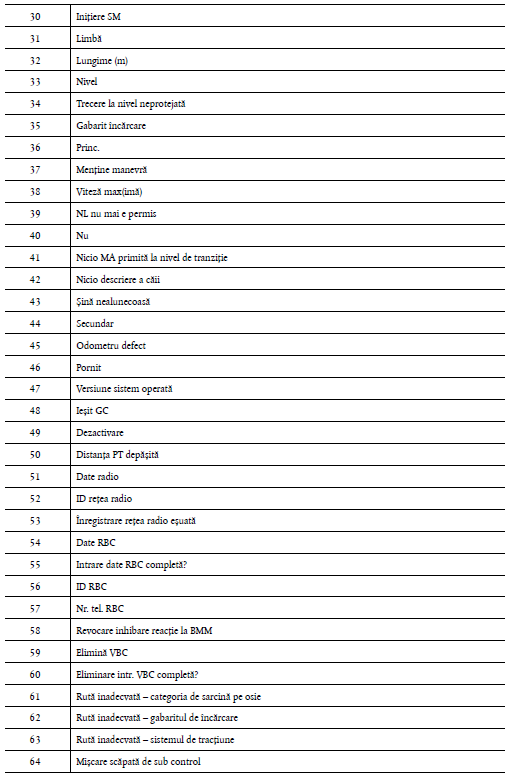 30 Inițiere SM
31 Limbă
32 Lungime (m)
33 Nivel
34 Trecere la nivel neprotejată
35 Gabarit încărcare
36 Princ.
37 Menține manevră
38 Viteză max(imă)
39 NL nu mai e permis
40 Nu
41 Nicio MA primită la nivel de tranziție
42 Nicio descriere a căii
43 Șină nealunecoasă
44 Secundar
45 Odometru defect
46 Pornit
47 Versiune sistem operată
48 Ieșit GC
49 Dezactivare
50 Distanța PT depășită
51 Date radio
52 ID rețea radio
53 Înregistrare rețea radio eșuată
54 Date RBC
55 Intrare date RBC completă?
56 ID RBC
57 Nr. tel. RBC
58 Revocare inhibare reacție la BMM
59 Elimină VBC
60 Eliminare intr. VBC completă?
61 Rută inadecvată – categoria de sarcină pe osie
62 Rută inadecvată – gabaritul de încărcare
63 Rută inadecvată – sistemul de tracțiune
64 Mișcare scăpată de sub control